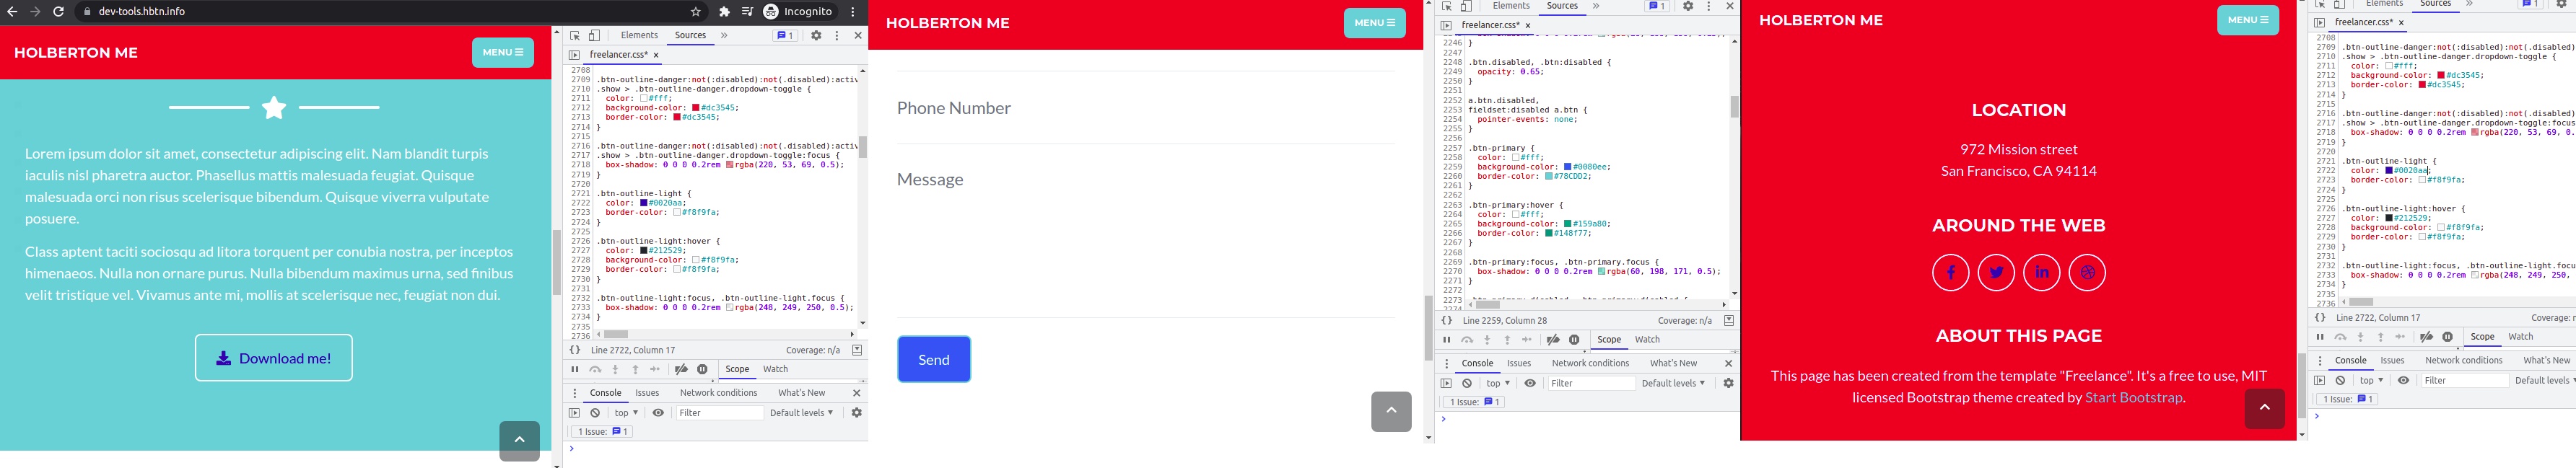 dev-tools.hbtn.info
Incognito
HOLBERTON ME
MENU
Lorem ipsum dolor sit amet, consectetur adipiscing elit. Nam blandit turpis
iaculis nisl pharetra auctor. Phasellus mattis malesuada feugiat. Quisque
malesuada orci non risus scelerisque bibendum. Quisque viverra vulputate
posuere.
Class aptent taciti sociosqu ad litora torquent per conubia nostra, per inceptos
himenaeos. Nulla non ornare purus. Nulla bibendum maximus urna, sed finibus
velit tristique vel. Vivamus ante mi, mollis at scelerisque nec, feugiat non dui.
Download me!
Elements Sources » 1
freelancer.css* ×
2708
2709 .btn-outline-danger:not(:disabled):not(.disabled):activ
2710 .show > .btn-outline-danger.dropdown-toggle {
2711 color: #fff;
2712 background-color: #dc3545;
2713 border-color: #dc3545;
2714 }
2715
2716 .btn-outline-danger:not(:disabled):not(.disabled):activ
2717 .show > .btn-outline-danger.dropdown-toggle:focus {
2718 box-shadow: 0 0 0 0.2rem rgba(220, 53, 69, 0.5);
2719 }
2720
2721 .btn-outline-light {
2722 color: #0020aa;
2723 border-color: #f8f9fa;
2724 }
2725
2726 .btn-outline-light:hover {
2727 color: #212529;
2728 background-color: #f8f9fa;
2729 border-color: #f8f9fa;
2730 }
2731
2732 .btn-outline-light:focus, .btn-outline-light.focus {
2733 box-shadow: 0 0 0 0.2rem rgba(248, 249, 250, 0.5);
2734 }
2735
2736
{} Line 2722, Column 17 Coverage: n/a
Scope Watch
Console Issues Network conditions What's New
top Filter Default levels
1 Issue: 1
HOLBERTON ME
MENU
Phone Number
Message
Send
Elements Sources » 1
freelancer.css* ×
2246 }
2247
2248 .btn.disabled, .btn:disabled {
2249 opacity: 0.65;
2250 }
2251
2252 a.btn.disabled,
2253 fieldset:disabled a.btn {
2254 pointer-events: none;
2255 }
2256
2257 .btn-primary {
2258 color: #fff;
2259 background-color: #0080ee;
2260 border-color: #78CDD2;
2261 }
2262
2263 .btn-primary:hover {
2264 color: #fff;
2265 background-color: #159a80;
2266 border-color: #148f77;
2267 }
2268
2269 .btn-primary:focus, .btn-primary.focus {
2270 box-shadow: 0 0 0 0.2rem rgba(60, 198, 171, 0.5);
2271 }
2272
2273
{} Line 2259, Column 28 Coverage: n/a
Scope Watch
Console Issues Network conditions What's New
top Filter Default levels
1 Issue: 1
HOLBERTON ME
MENU
LOCATION
972 Mission street
San Francisco, CA 94114
AROUND THE WEB
ABOUT THIS PAGE
This page has been created from the template "Freelance". It's a free to use, MIT
licensed Bootstrap theme created by Start Bootstrap.
Elements Sources » 1
freelancer.css* ×
2708
2709 .btn-outline-danger:not(:disabled):not(.disabled)
2710 .show > .btn-outline-danger.dropdown-toggle {
2711 color: #fff;
2712 background-color: #dc3545;
2713 border-color: #dc3545;
2714 }
2715
2716 .btn-outline-danger:not(:disabled):not(.disabled)
2717 .show > .btn-outline-danger.dropdown-toggle:focus
2718 box-shadow: 0 0 0 0.2rem rgba(220, 53, 69, 0.
2719 }
2720
2721 .btn-outline-light {
2722 color: #0020aa;
2723 border-color: #f8f9fa;
2724 }
2725
2726 .btn-outline-light:hover {
2727 color: #212529;
2728 background-color: #f8f9fa;
2729 border-color: #f8f9fa;
2730 }
2731
2732 .btn-outline-light:focus, .btn-outline-light.focu
2733 box-shadow: 0 0 0 0.2rem rgba(248, 249, 250,
2734 }
2735
2736
{} Line 2722, Column 17 Coverage: n/
Scope Watch
Console Issues Network conditions What's New
top Filter Default levels
1 Issue: 1